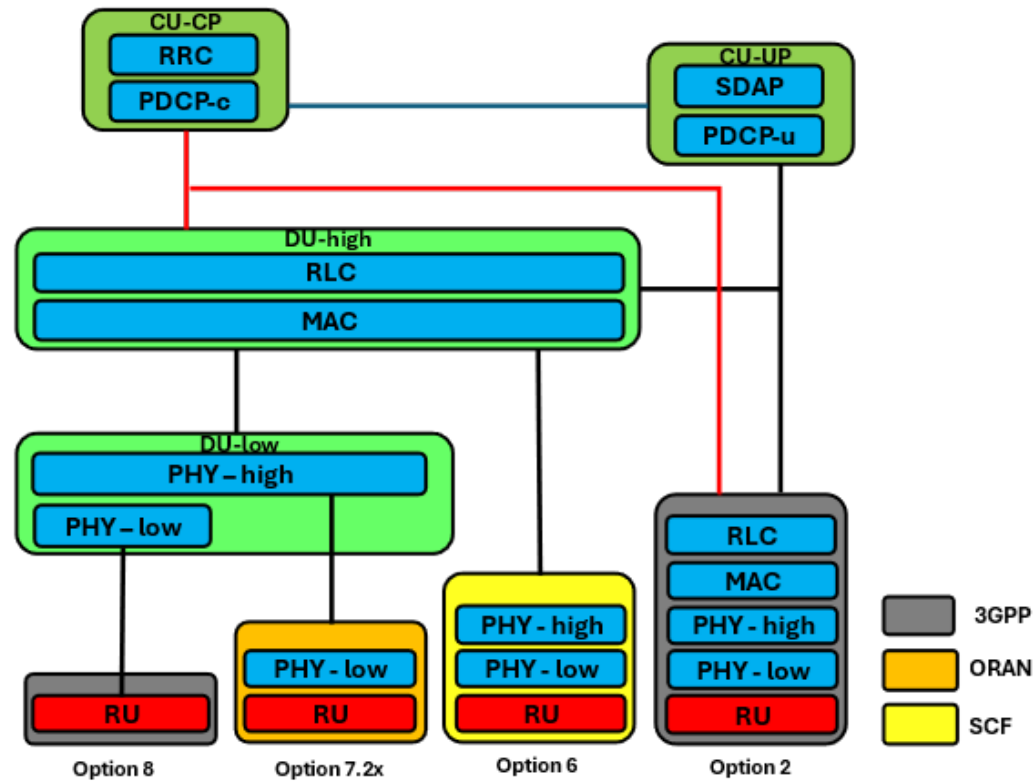 CU-CP
RRC
PDCP-c
CU-UP
SDAP
PDCP-u
DU-high
RLC
MAC
DU-low
PHY – high
PHY – low
RU
Option 8
PHY - low
RU
Option 7.2x
PHY - high
PHY - low
RU
Option 6
RLC
MAC
PHY - high
PHY - low
RU
Option 2
3GPP
ORAN
SCF